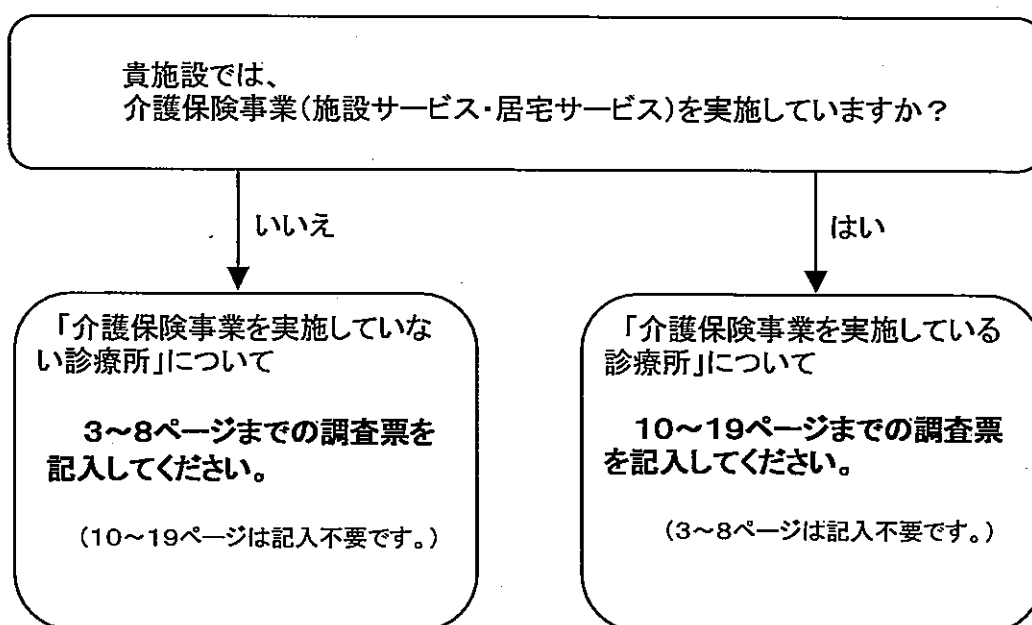 貴施設では、
介護保険事業(施設サービス・居宅サービス)を実施していますか？
いいえ
はい
「介護保険事業を実施していな
い診療所」について
3〜8ページまでの調査票を
記入してください。
（10〜19ページは記入不要です。）
「介護保険事業を実施している
診療所」について
10〜19ページまでの調査票
を記入してください。
（3〜8ページは記入不要です。）